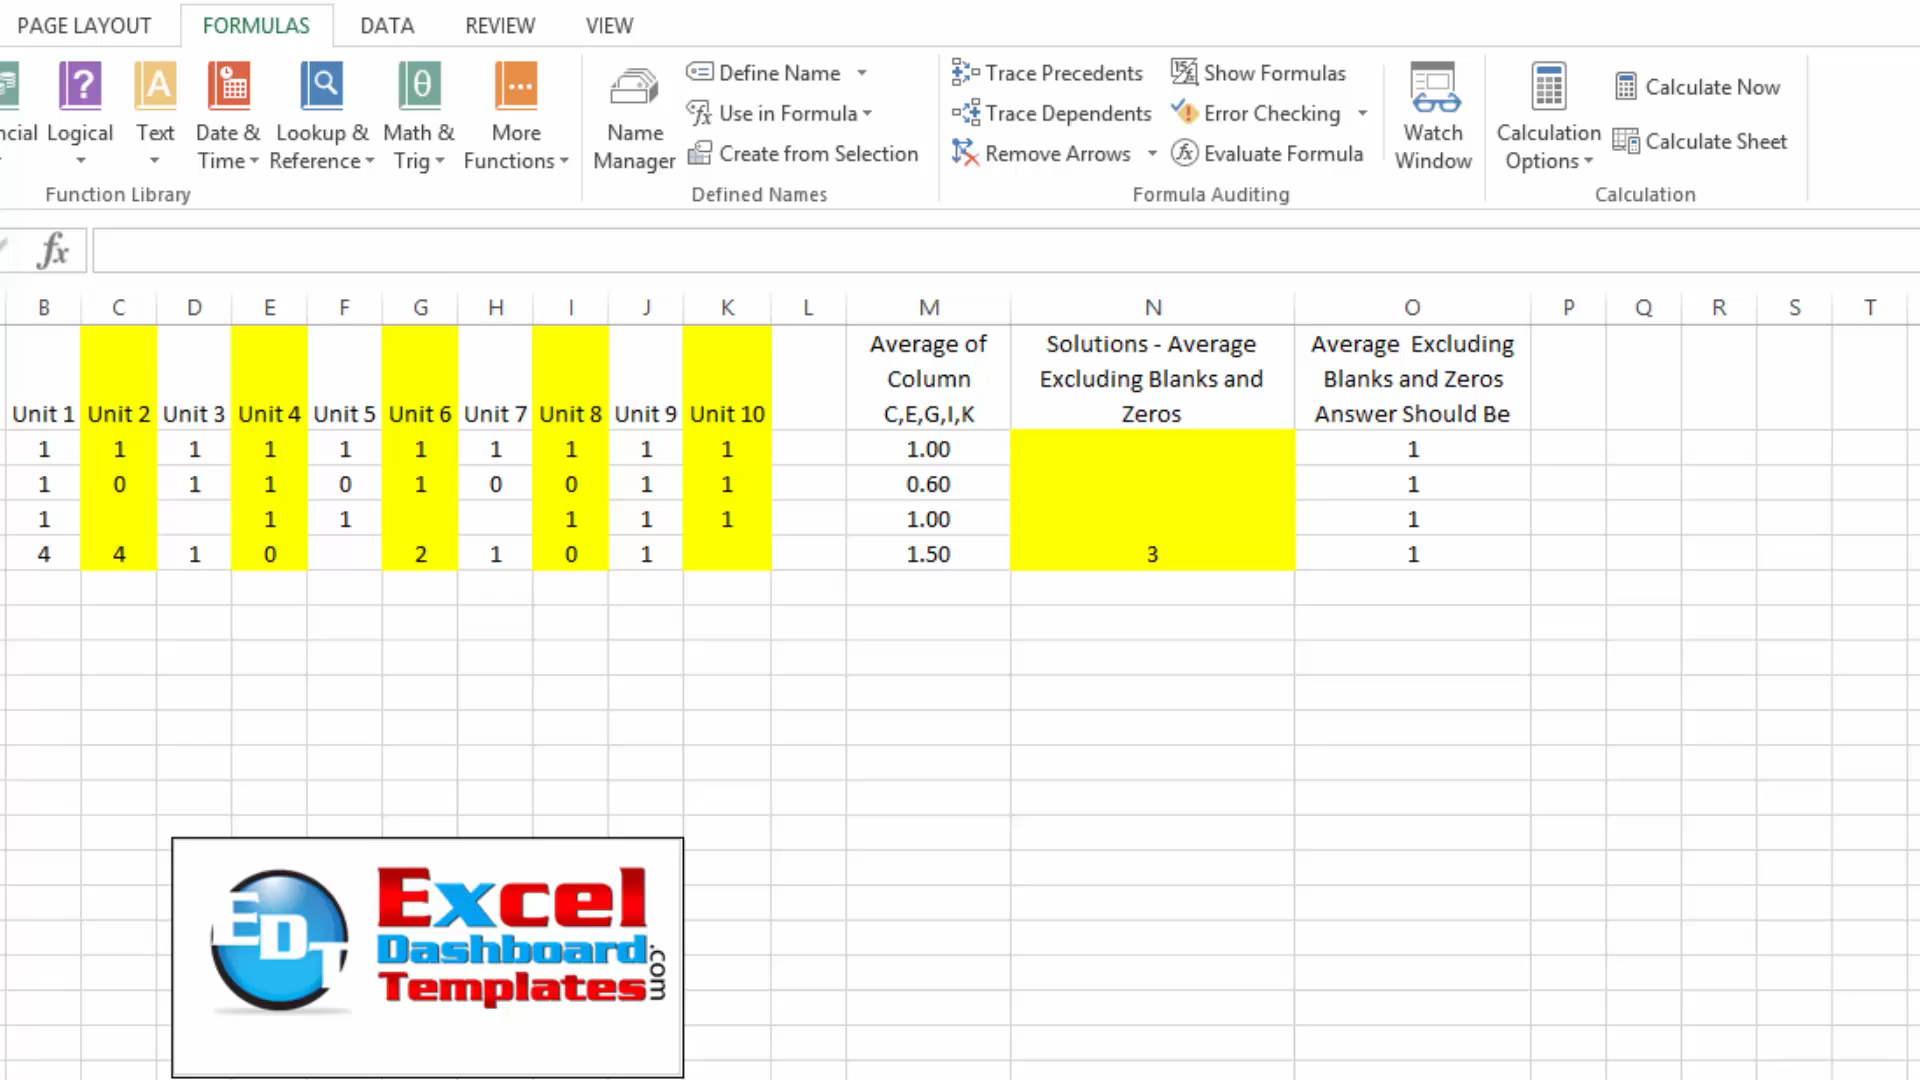 PAGE LAYOUT FORMULAS DATA REVIEW VIEW
ncial Logical Text Date & Time Lookup & Reference Math & Trig More Functions
Function Library
Name Manager
Define Name
Use in Formula
Create from Selection
Defined Names
Trace Precedents Show Formulas
Trace Dependents Error Checking
Remove Arrows Evaluate Formula
Formula Auditing
Watch Window
Calculation Options
Calculate Now
Calculate Sheet
Calculation
fx
B C D E F G H I J K L M N O P Q R S T
Average of Solutions - Average Average Excluding
Column Excluding Blanks and Blanks and Zeros
Unit 1 Unit 2 Unit 3 Unit 4 Unit 5 Unit 6 Unit 7 Unit 8 Unit 9 Unit 10 C,E,G,I,K Zeros Answer Should Be
1 1 1 1 1 1 1 1 1 1 1.00 1
1 0 1 1 0 1 0 0 1 1 0.60 1
1 1 1 1 1 1 1.00 1
4 4 1 0 2 1 0 1 1.50 3 1
EDT
Excel
Dashboard
Templates
.com